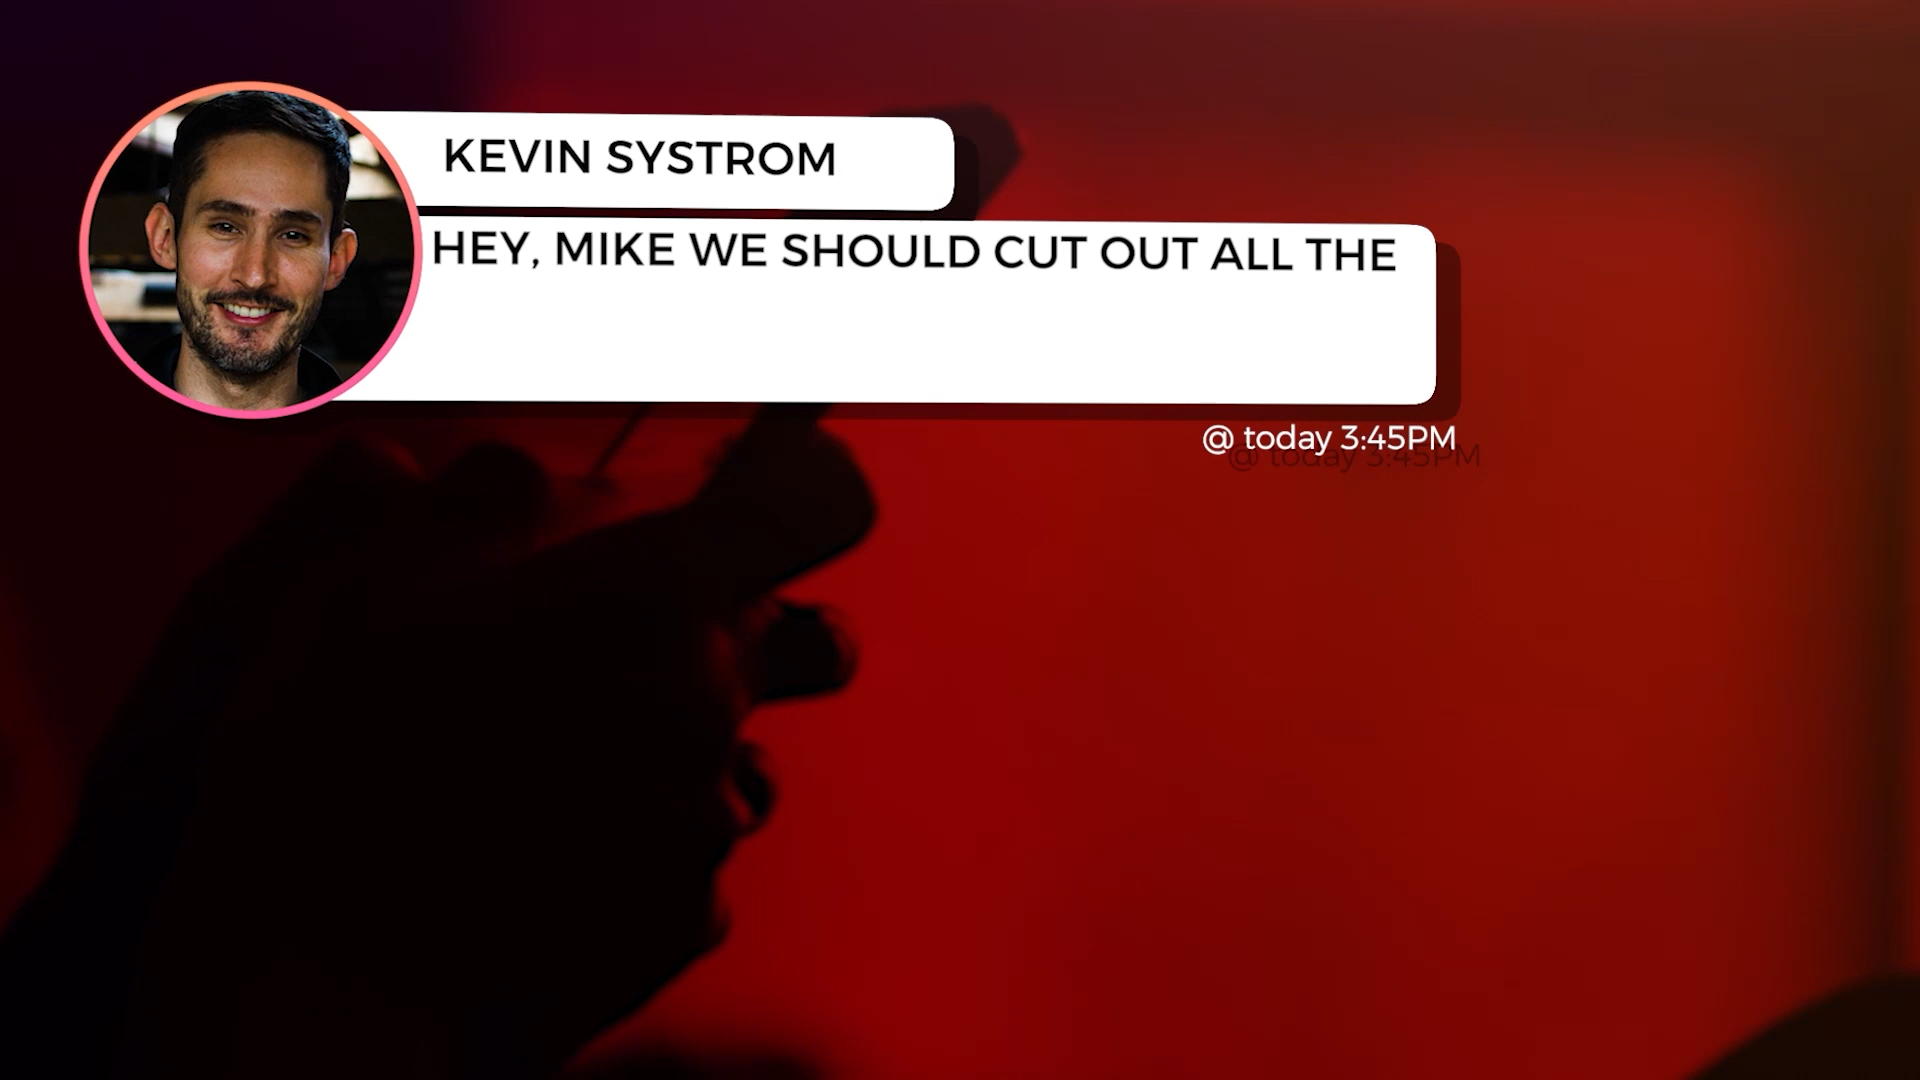 KEVIN SYSTROM
HEY, MIKE WE SHOULD CUT OUT ALL THE
@ today 3:45PM